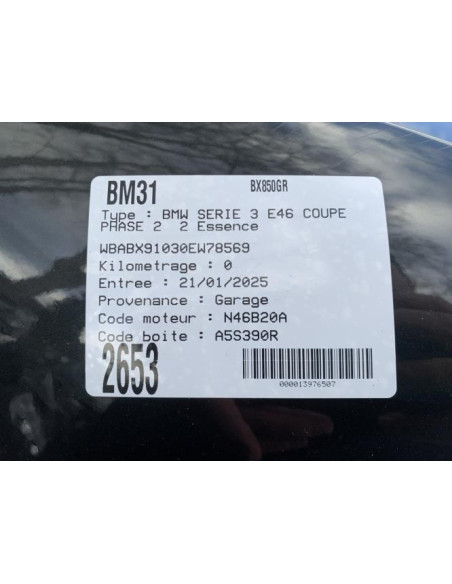 BM31 BX850GR
Type : BMW SERIE 3 E46 COUPE
PHASE 2 2 Essence
WBABX91030EW78569
Kilometrage : 0
Entree : 21/01/2025
Provenance : Garage
Code moteur : N46B20A
Code boite : A5S390R
2653
000013976507